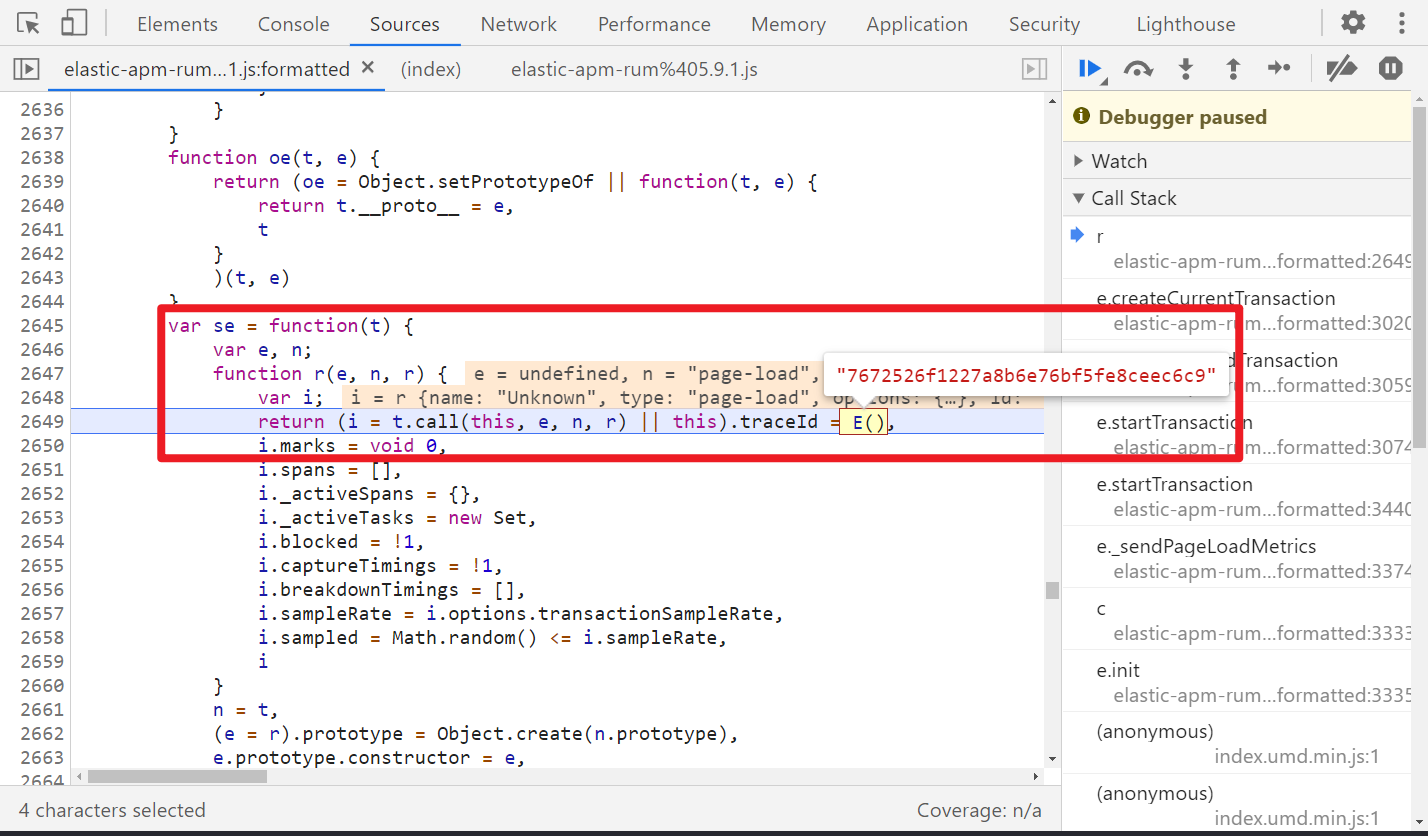 Elements Console Sources Network Performance Memory Application Security Lighthouse
elastic-apm-rum...1.js:formatted × (index) elastic-apm-rum%405.9.1.js
2636 }
2637 }
2638 function oe(t, e) {
2639 return (oe = Object.setPrototypeOf || function(t, e) {
2640 return t.__proto__ = e,
2641 t
2642 }
2643 )(t, e)
2644 }
2645 var se = function(t) {
2646 var e, n;
2647 function r(e, n, r) { e = undefined, n = "page-load",
"7672526f1227a8b6e76bf5fe8ceec6c9"
2648 var i; i = r {name: "Unknown", type: "page-load", options: {…}, id:
2649 return (i = t.call(this, e, n, r) || this).traceId = E(),
2650 i.marks = void 0,
2651 i.spans = [],
2652 i._activeSpans = {},
2653 i._activeTasks = new Set,
2654 i.blocked = !1,
2655 i.captureTimings = !1,
2656 i.breakdownTimings = [],
2657 i.sampleRate = i.options.transactionSampleRate,
2658 i.sampled = Math.random() <= i.sampleRate,
2659 i
2660 }
2661 n = t,
2662 (e = r).prototype = Object.create(n.prototype),
2663 e.prototype.constructor = e,
2664
4 characters selected Coverage: n/a
Debugger paused
Watch
Call Stack
r
elastic-apm-rum...formatted:2649
e.createCurrentTransaction
elastic-apm-rum...formatted:3020
dTransaction
elastic-apm-rum...formatted:3059
e.startTransaction
elastic-apm-rum...formatted:3074
e.startTransaction
elastic-apm-rum...formatted:3440
e._sendPageLoadMetrics
elastic-apm-rum...formatted:3374
c
elastic-apm-rum...formatted:3333
e.init
elastic-apm-rum...formatted:3335
(anonymous)
index.umd.min.js:1
(anonymous)
index.umd.min.js:1